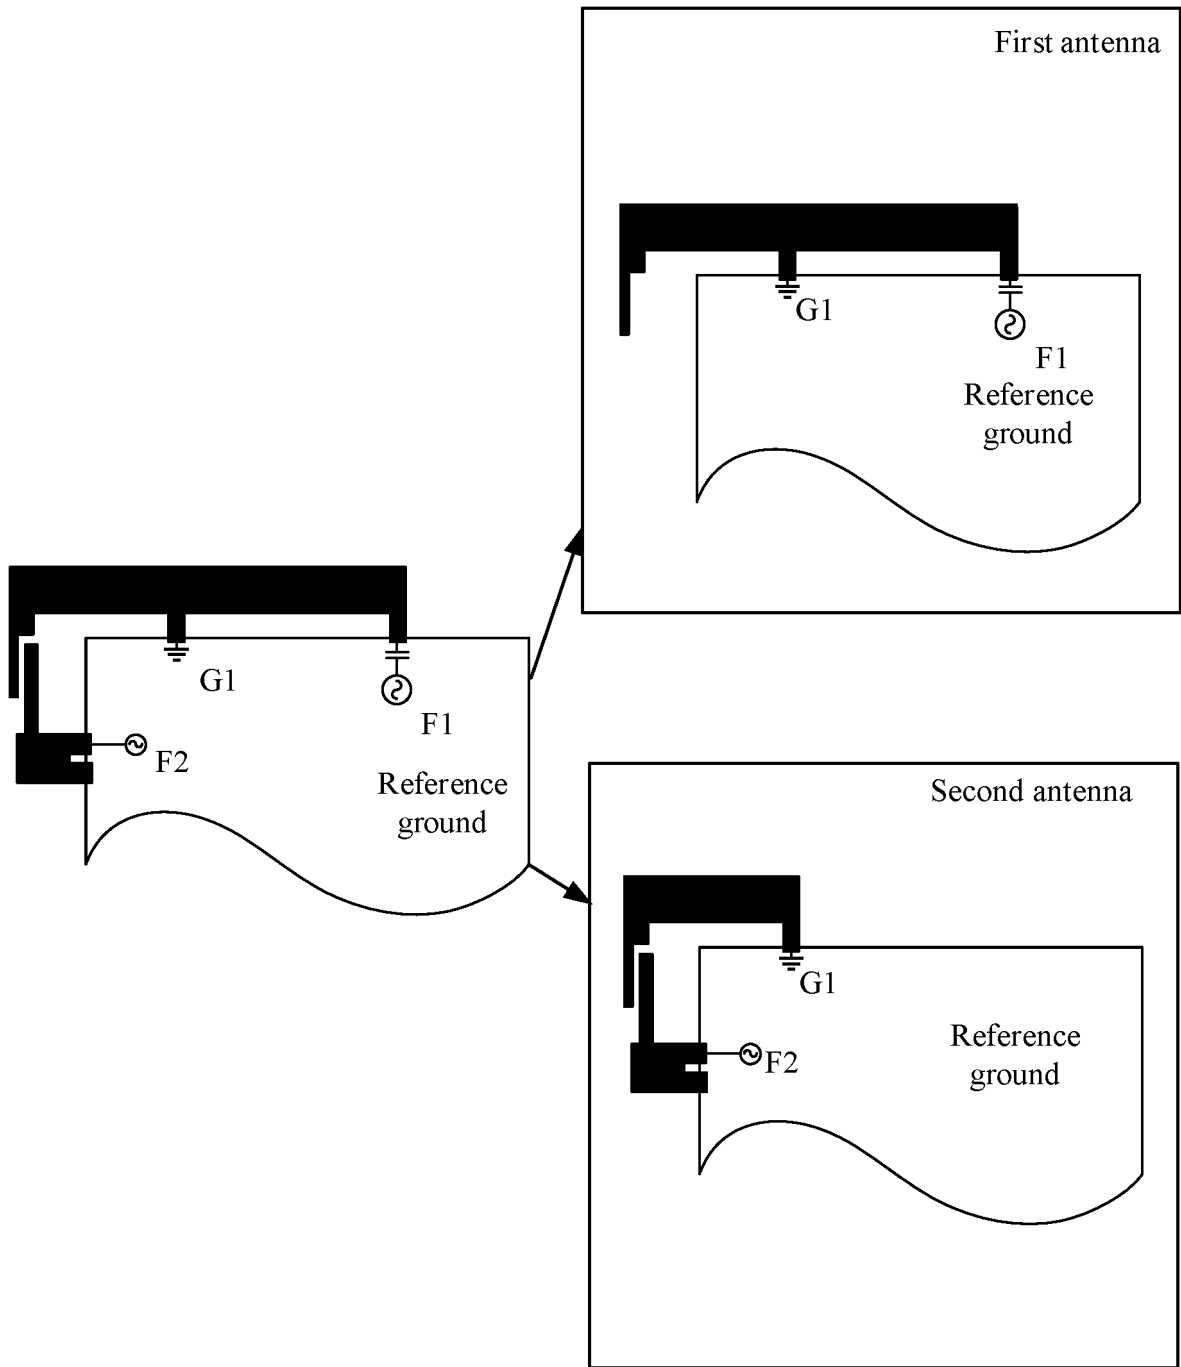 First antenna
G1
F1
Reference
ground
G1
F1
F2
Reference
ground
Second antenna
G1
F2
Reference
ground